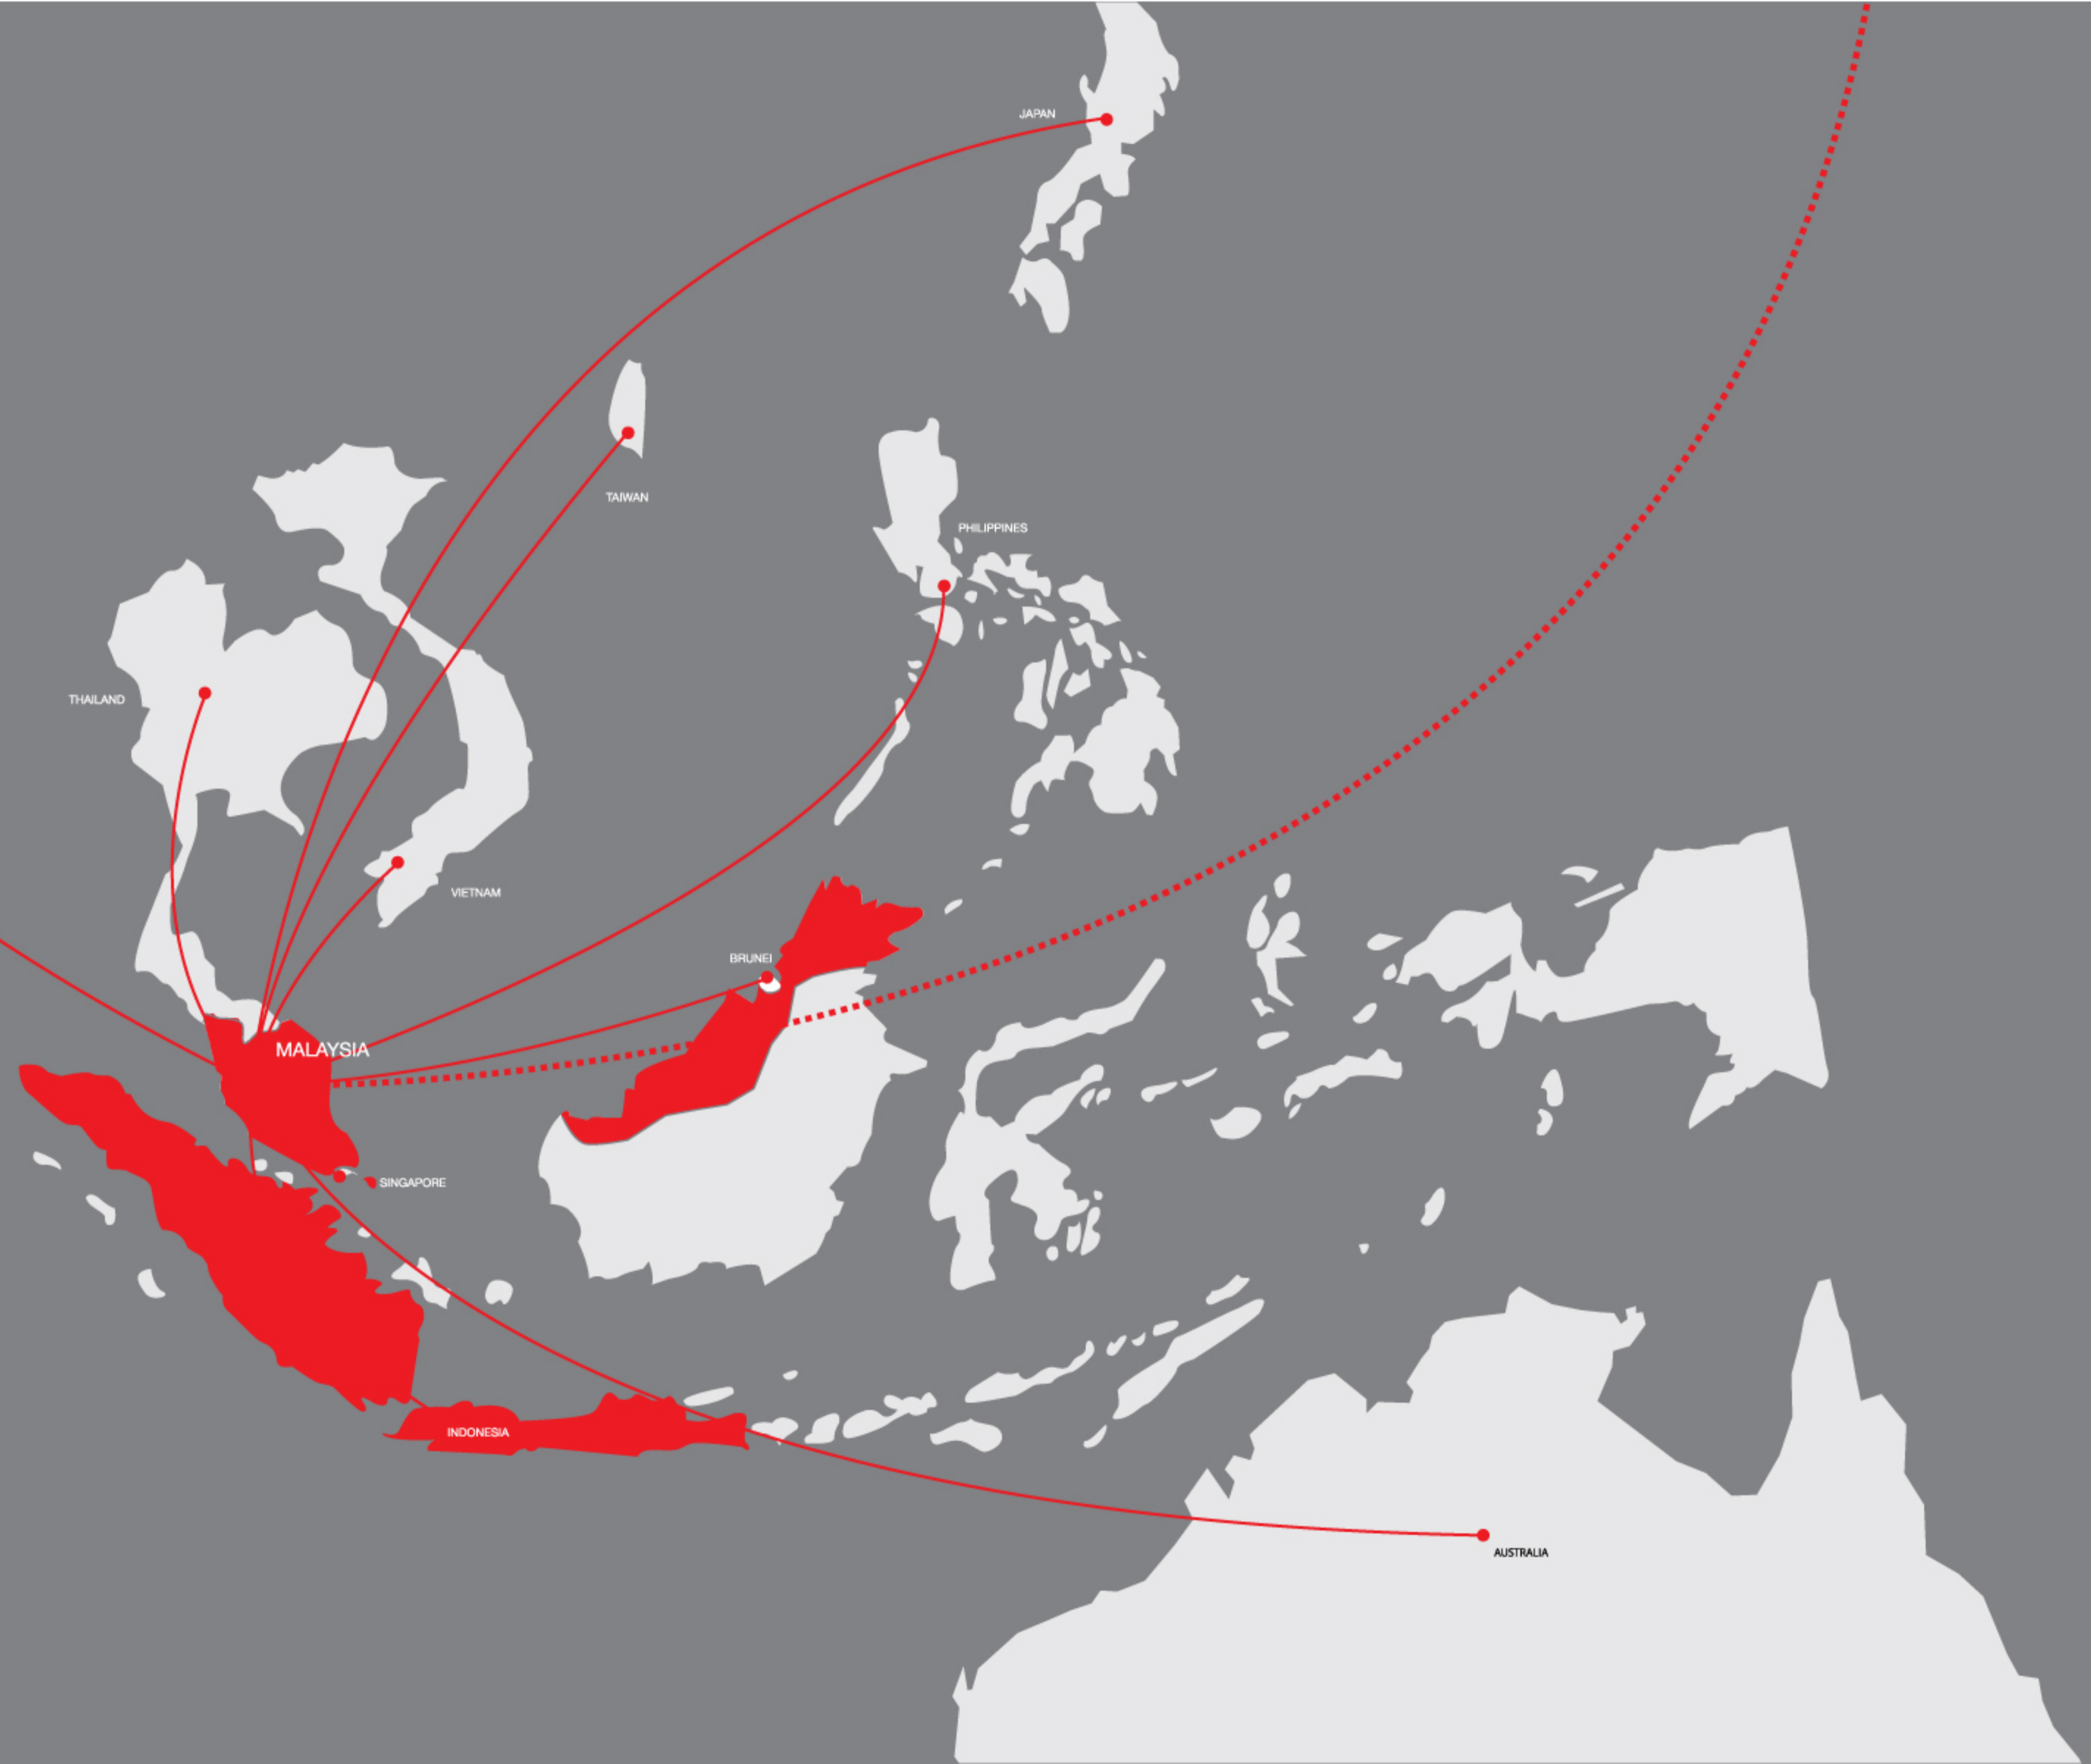 JAPAN
TAIWAN
PHILIPPINES
THAILAND
VIETNAM
BRUNEI
MALAYSIA
SINGAPORE
INDONESIA
AUSTRALIA